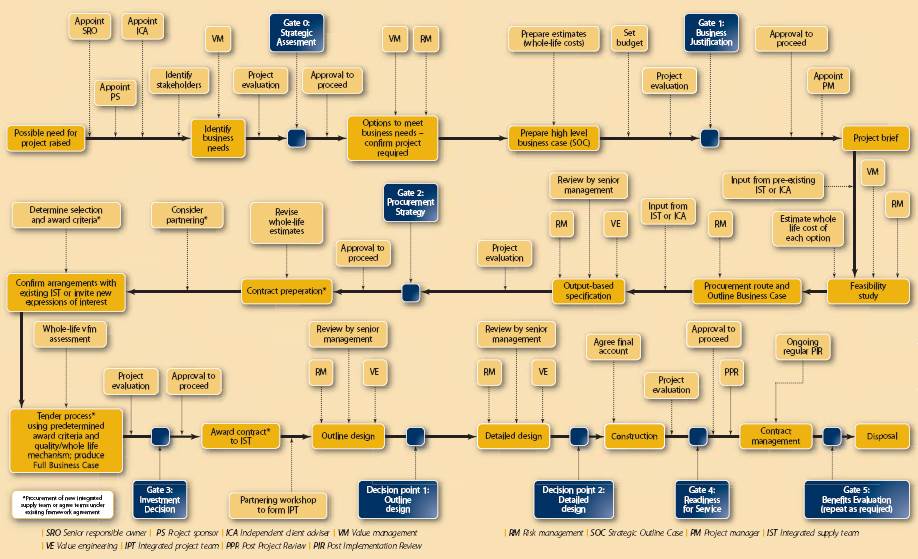 Appoint
SRO
Appoint
ICA
Appoint
PS
Identify
stakeholders
VM
Project
evaluation
Gate 0:
Strategic
Assesment
Approval to
proceed
VM
RM
Prepare estimates
(whole-life costs)
Set
budget
Project
evaluation
Gate 1:
Business
Justification
Approval to
proceed
Appoint
PM
Possible need for
project raised
Identify
business
needs
Options to meet
business needs –
confirm project
required
Prepare high level
business case (SOC)
Project brief
Determine selection
and award criteria*
Consider
partnering*
Revise
whole-life
estimates
Approval to
proceed
Gate 2:
Procurement
Strategy
Project
evaluation
Review by senior
management
RM
VE
Input from
IST or ICA
RM
Input from pre-existing
IST or ICA
Estimate whole
life cost of
each option
VM
RM
Confirm arrangements with
existing IST or invite new
expressions of interest
Contract preperation*
Output-based
specification
Procurement route and
Outline Business Case
Feasibility
study
Whole-life vfm
assessment
Project
evaluation
Approval to
proceed
Review by senior
management
RM
VE
Review by senior
management
RM
VE
Agree final
account
Project
evaluation
Approval to
proceed
PPR
Ongoing
regular PIR
Tender process*
using predetermined
award criteria and
quality/whole life
mechanism; produce
Full Business Case
Award contract*
to IST
Outline design
Detailed design
Construction
Contract
management
Disposal
*Procurement of new integrated
supply team or agree terms under
existing framework agreement
Gate 3:
Investment
Decision
Partnering workshop
to form IPT
Decision point 1:
Outline
design
Decision point 2:
Detailed
design
Gate 4:
Readiness
for Service
Gate 5:
Benefits Evaluation
(repeat as required)
| SRO Senior responsible owner | PS Project sponsor | ICA Independent client adviser | VM Value management
| VE Value engineering | IPT Integrated project team | PPR Post Project Review | PIR Post Implementation Review
| RM Risk management | SOC Strategic Outline Case | PM Project manager | IST Integrated supply team